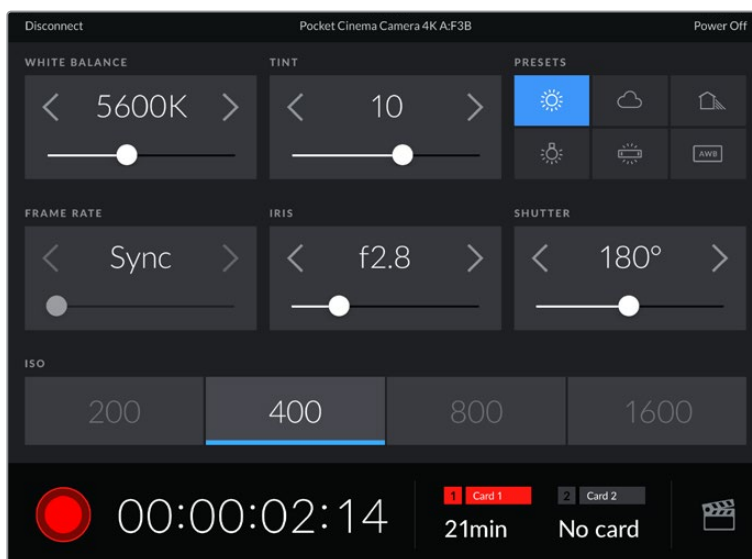 Disconnect Pocket Cinema Camera 4K A:F3B Power Off
WHITE BALANCE TINT PRESETS
5600K 10
AWB
FRAME RATE IRIS SHUTTER
Sync f2.8 180°
ISO
200 400 800 1600
1 Card 1 2 Card 2
00:00:02:14 21min No card